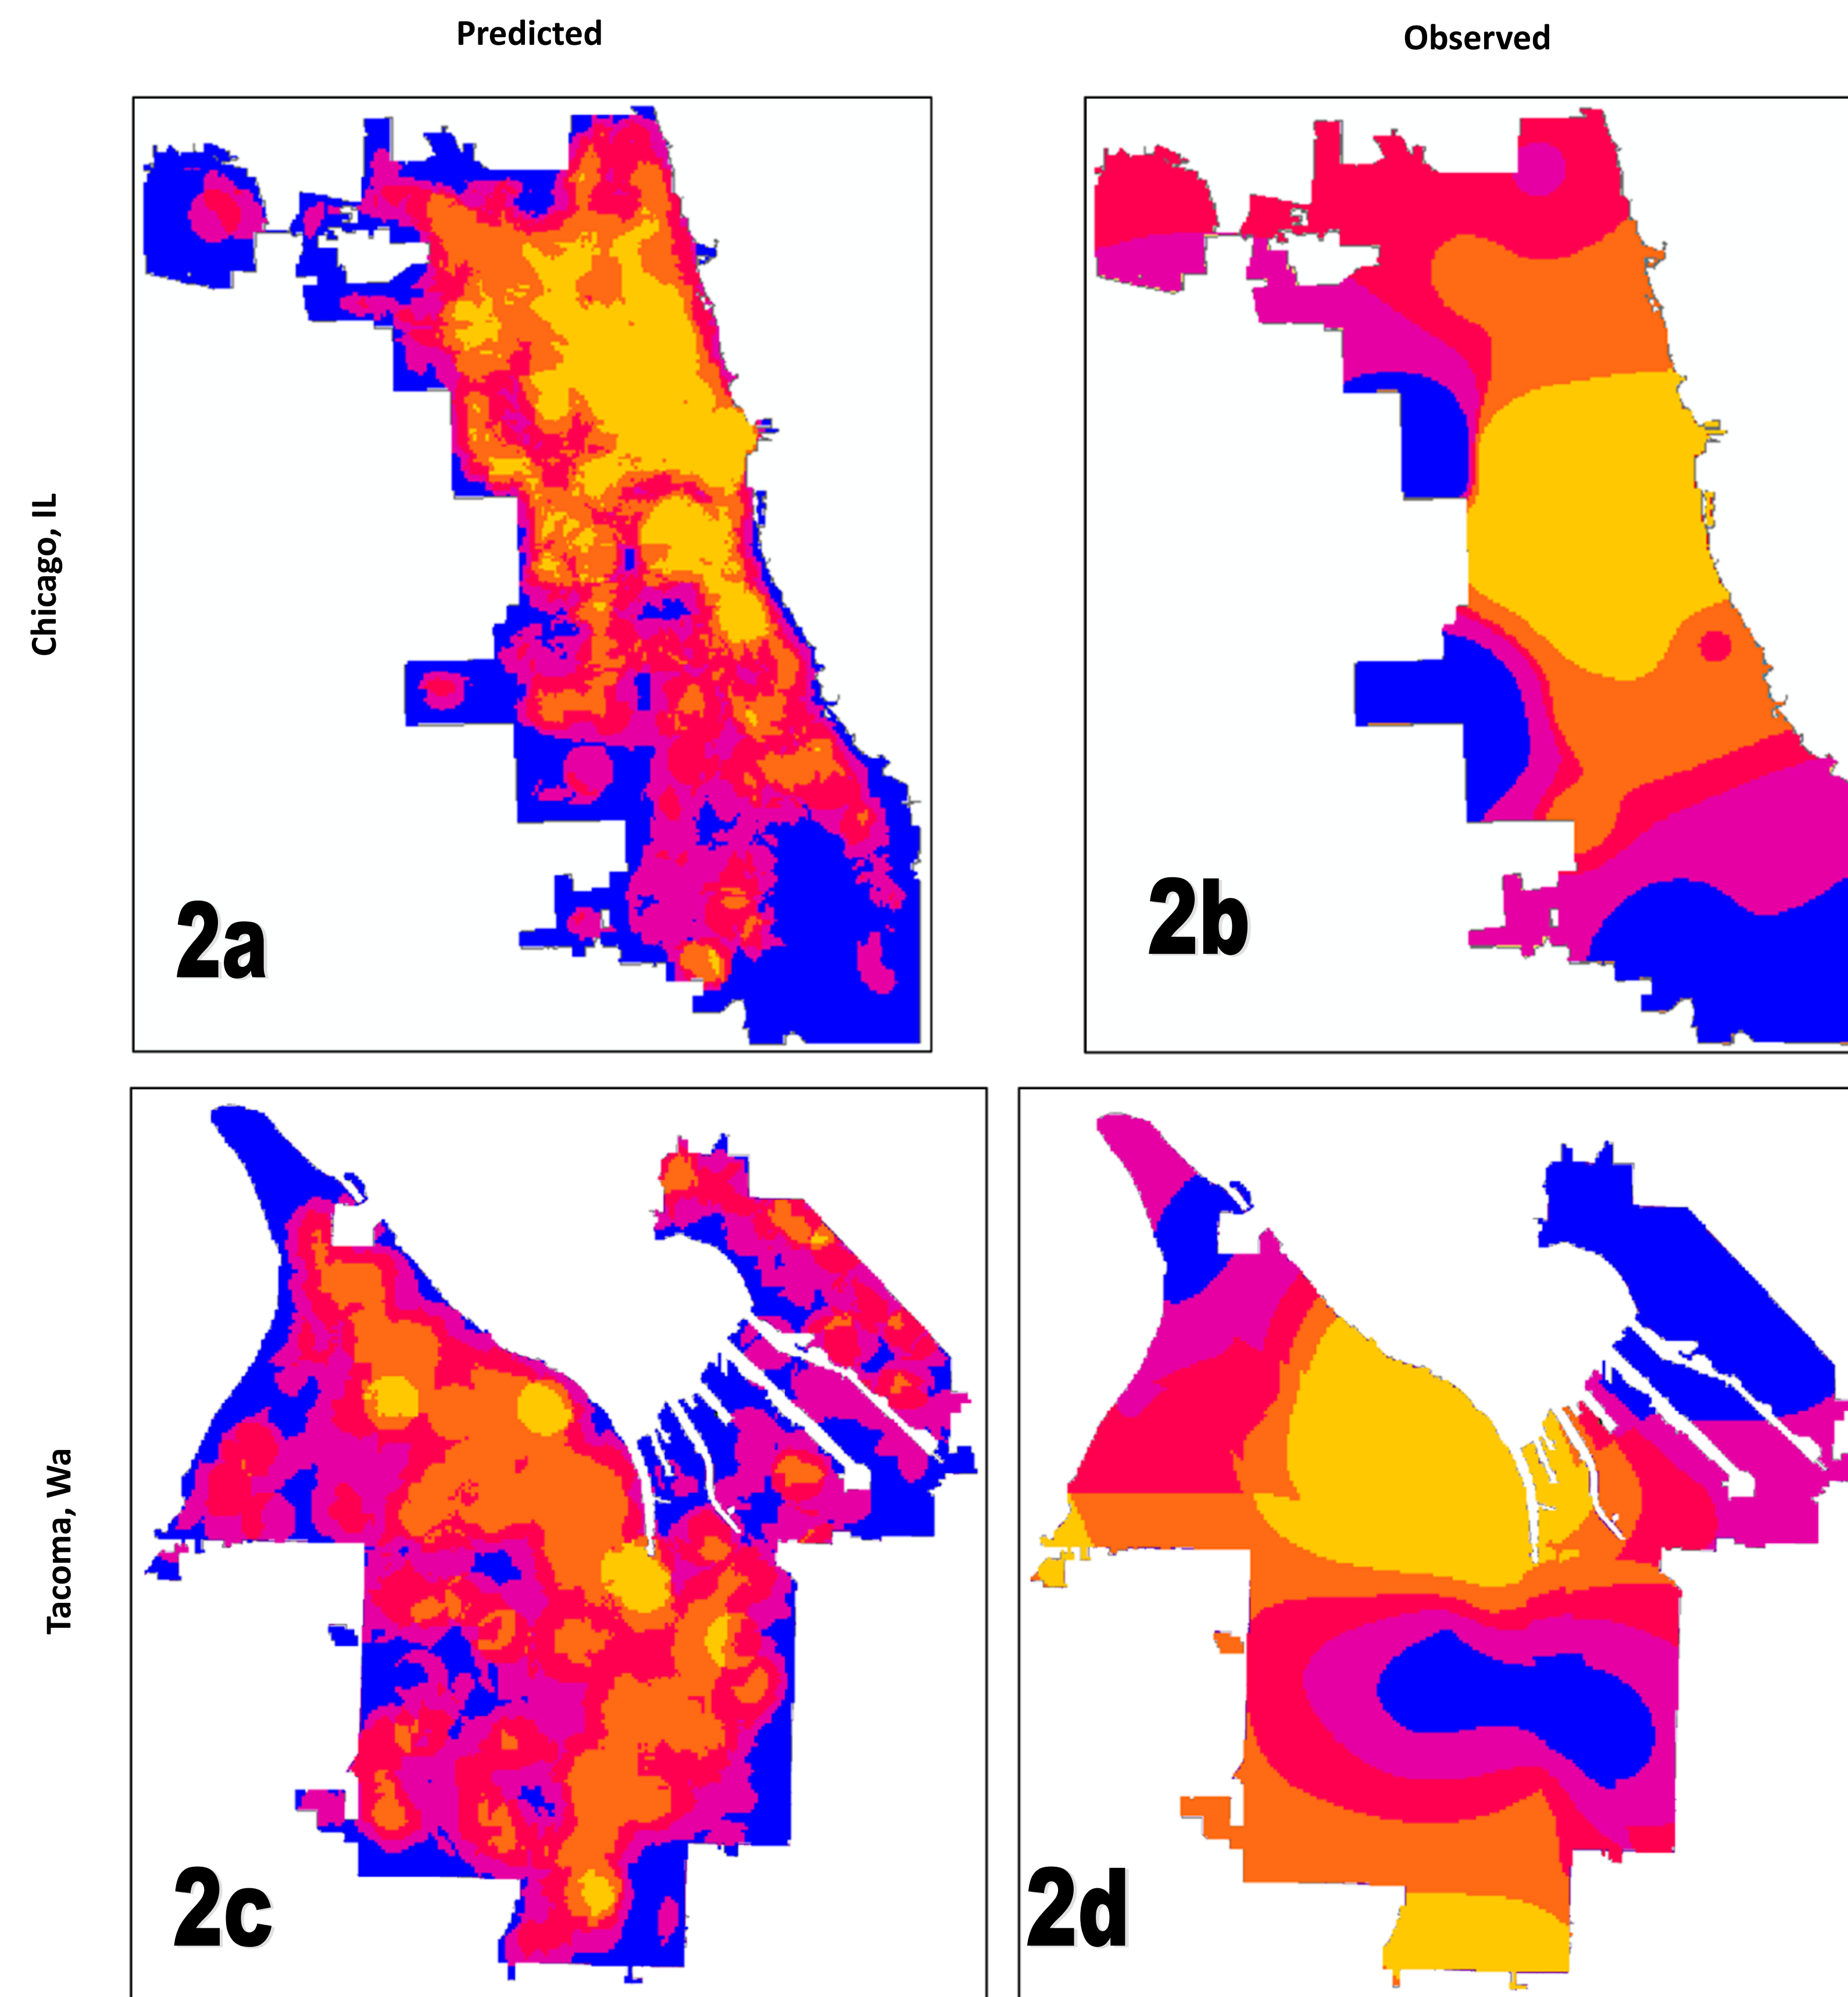 Predicted
Observed
Chicago, IL
2a
2b
Tacoma, Wa
2c
2d